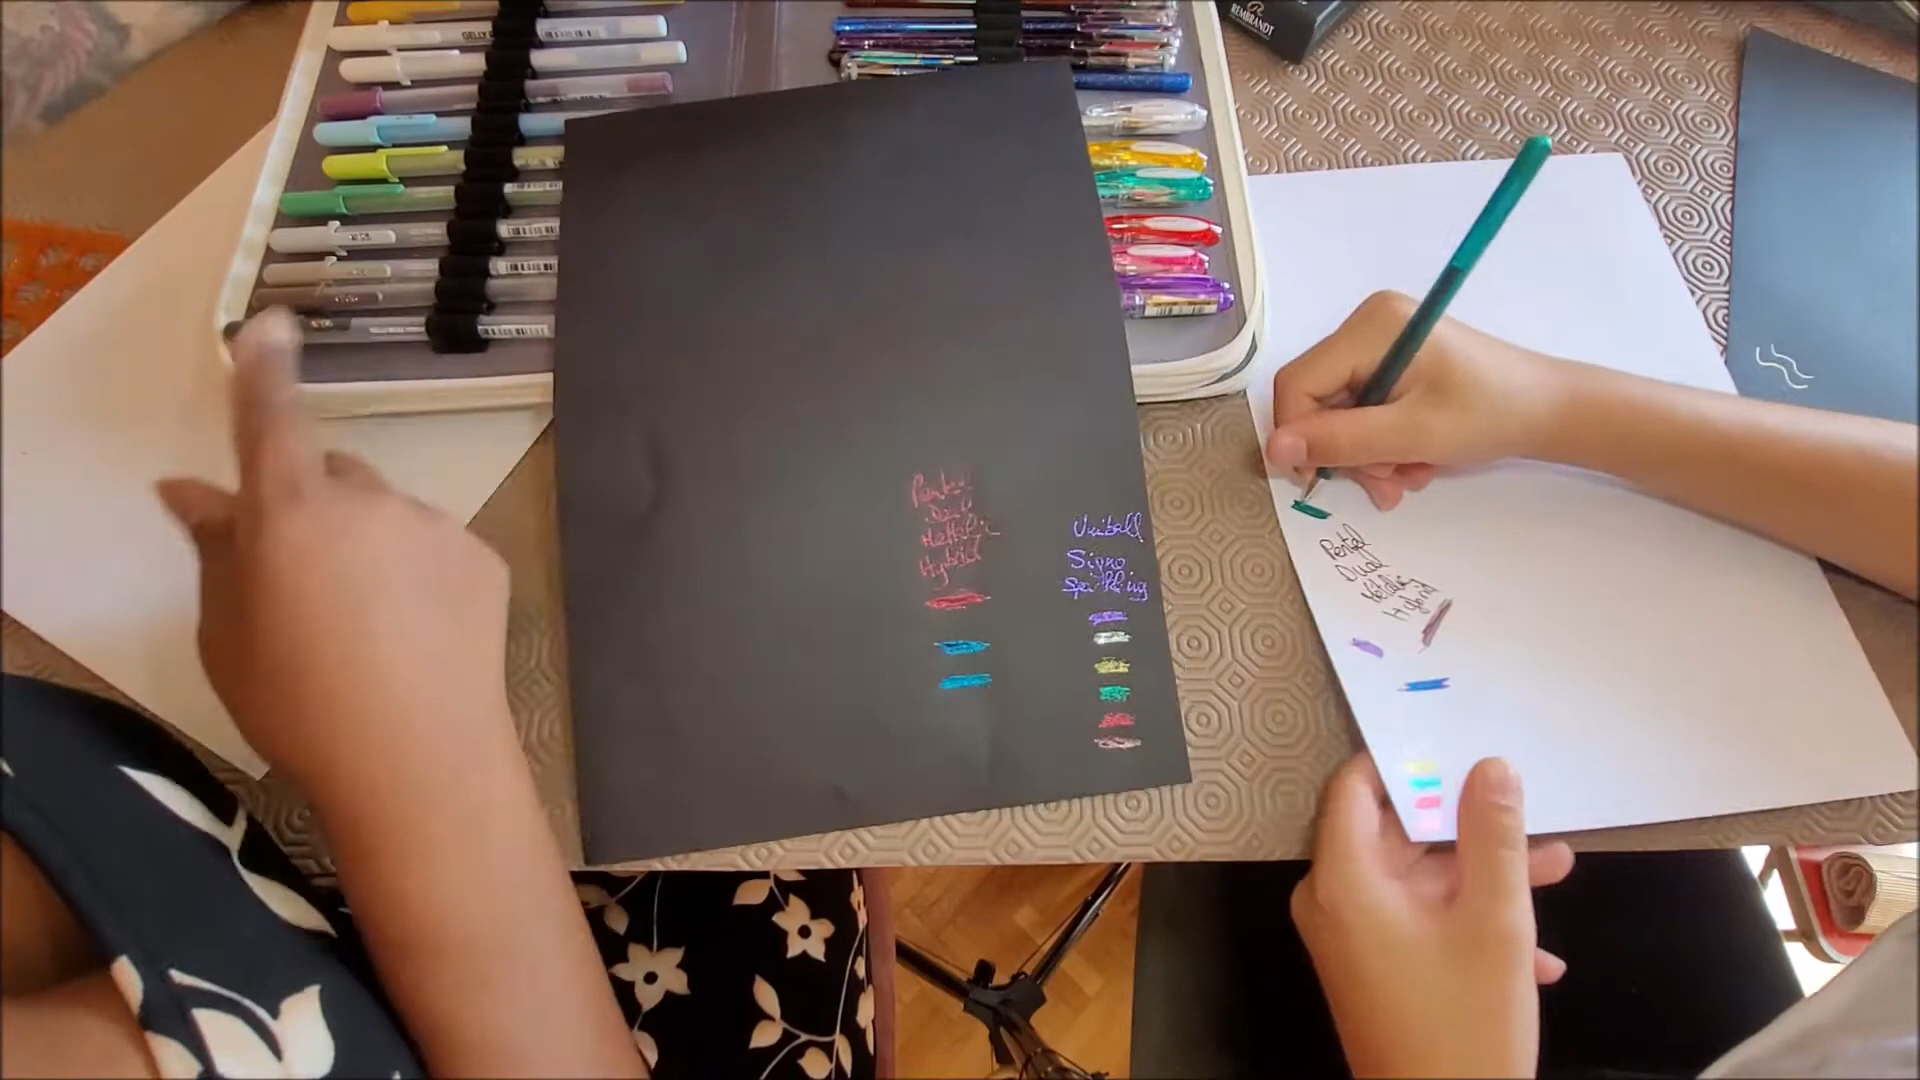 GELLY
REMBRANDT
Pentel
Dual
Metallic
Hybrid
Uniball
Signo
Sparkling
Pentel
Dual
Metallic
Hybrid